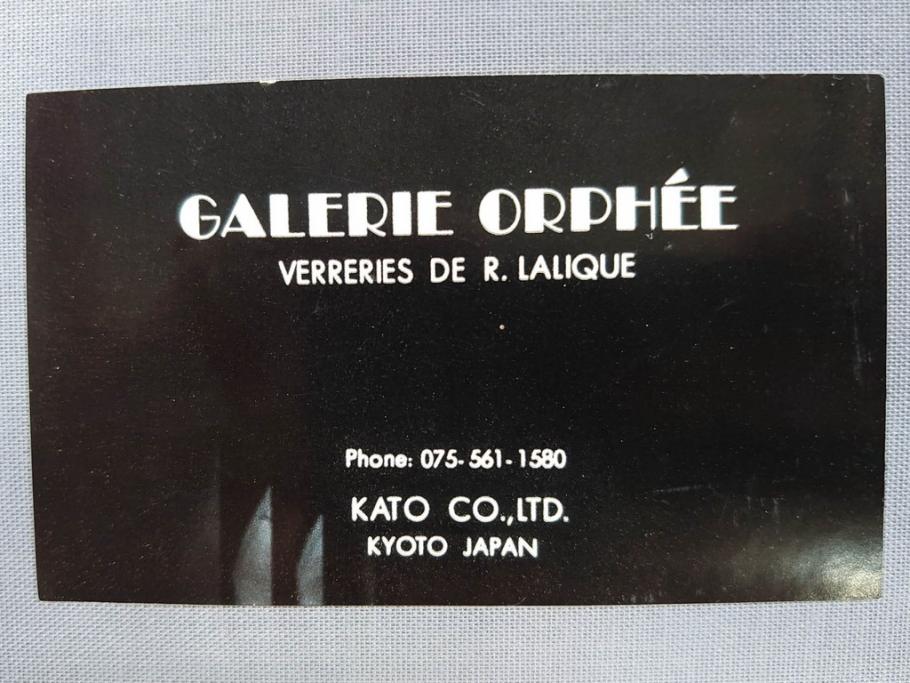 GALERIE ORPHÉE
VERRERIES DE R. LALIQUE
Phone: 075-561-1580
KATO CO.,LTD.
KYOTO JAPAN